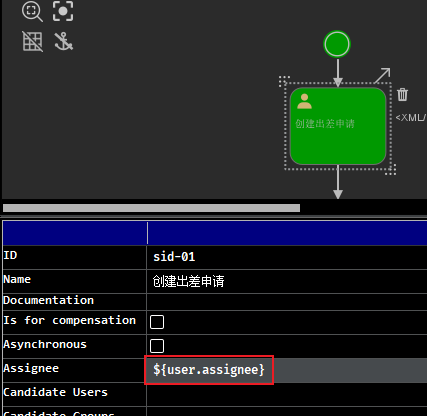 创建出差申请
<XML/
ID sid-01
Name 创建出差申请
Documentation
Is for compensation
Asynchronous
Assignee ${user.assignee}
Candidate Users
Candidate Groups